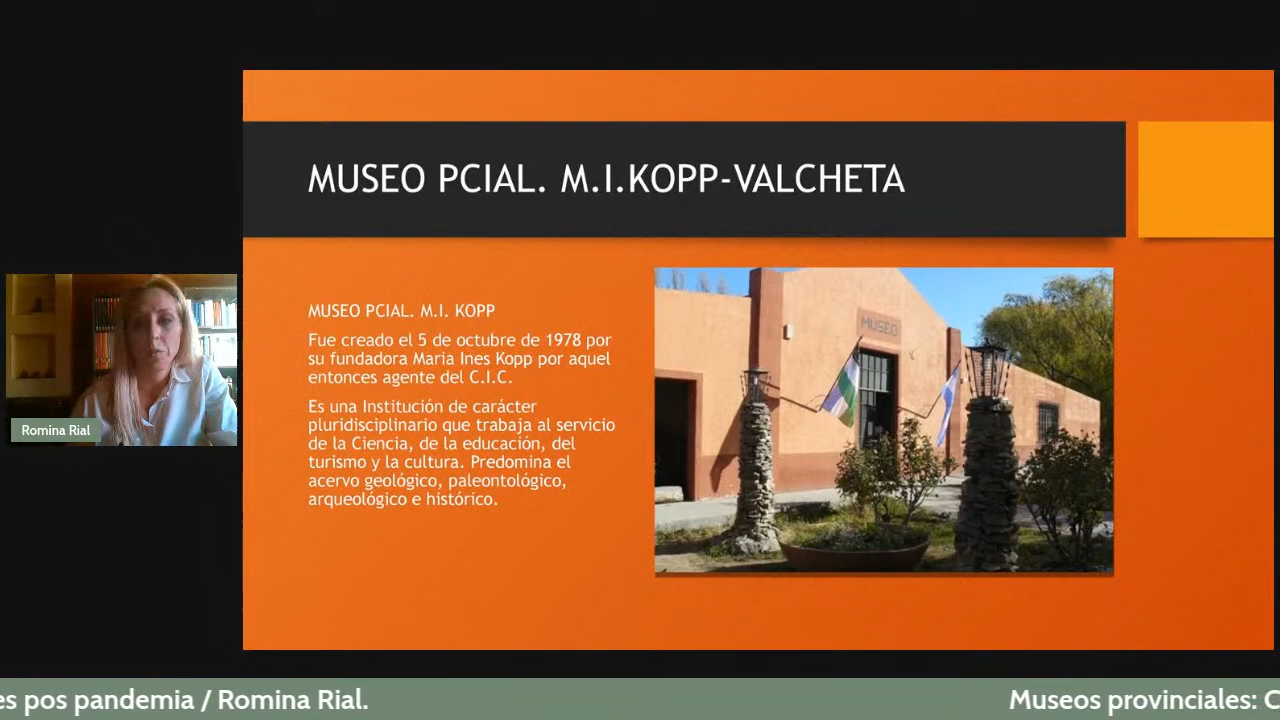 MUSEO PCIAL. M.I.KOPP-VALCHETA
MUSEO PCIAL. M.I. KOPP
Fue creado el 5 de octubre de 1978 por
su fundadora Maria Ines Kopp por aquel
entonces agente del C.I.C.
Es una Institución de carácter
pluridisciplinario que trabaja al servicio
de la Ciencia, de la educación, del
turismo y la cultura. Predomina el
acervo geológico, paleontológico,
arqueológico e histórico.
MUSEO
Romina Rial
es pos pandemia / Romina Rial.
Museos provinciales: C